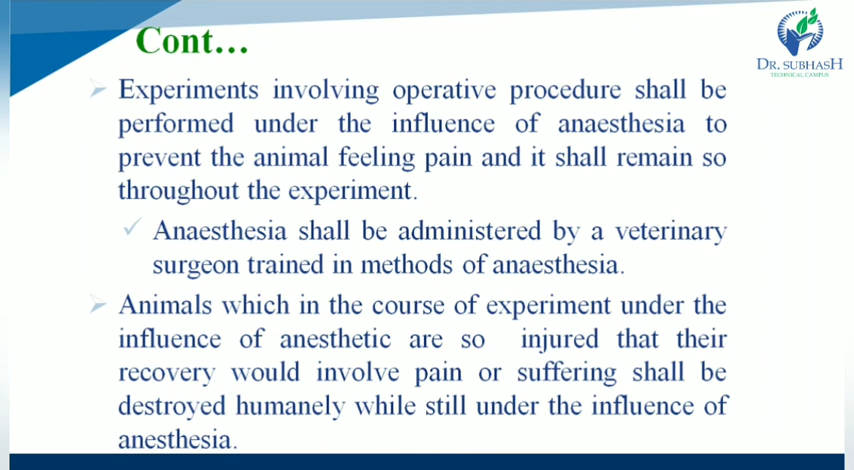 Cont...
DR. SUBHASH
TECHNICAL CAMPUS
Experiments involving operative procedure shall be
performed under the influence of anaesthesia to
prevent the animal feeling pain and it shall remain so
throughout the experiment.
Anaesthesia shall be administered by a veterinary
surgeon trained in methods of anaesthesia.
Animals which in the course of experiment under the
influence of anesthetic are so injured that their
recovery would involve pain or suffering shall be
destroyed humanely while still under the influence of
anesthesia.